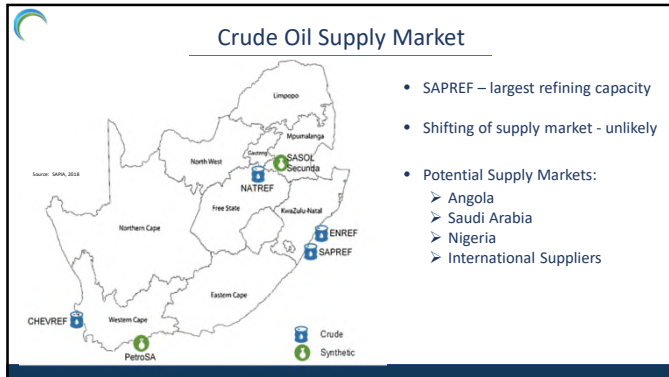 Crude Oil Supply Market
Limpopo
Mpumalanga
Gauteng
North West
SASOL
Secunda
Source: SAPIA, 2018
NATREF
Free State
KwaZulu-Natal
Northern Cape
ENREF
SAPREF
Eastern Cape
CHEVREF
Western Cape
PetroSA
Crude
Synthetic
• SAPREF – largest refining capacity
• Shifting of supply market - unlikely
• Potential Supply Markets:
➢ Angola
➢ Saudi Arabia
➢ Nigeria
➢ International Suppliers